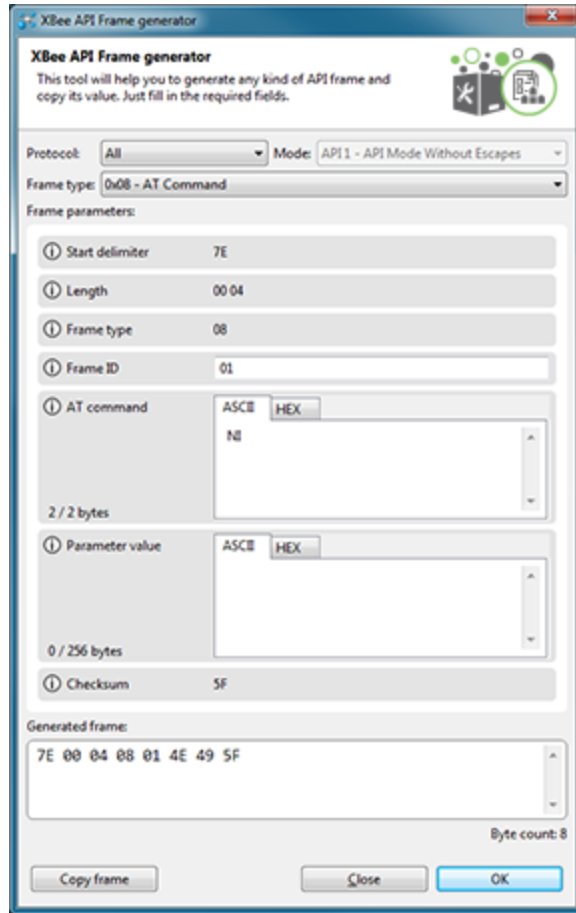 XBee API Frame generator
XBee API Frame generator
This tool will help you to generate any kind of API frame and
copy its value. Just fill in the required fields.
Protocol: All Mode: API 1 - API Mode Without Escapes
Frame type: 0x08 - AT Command
Frame parameters:
Start delimiter 7E
Length 00 04
Frame type 08
Frame ID 01
AT command ASCII HEX
NI
2 / 2 bytes
Parameter value ASCII HEX
0 / 256 bytes
Checksum 5F
Generated frame:
7E 00 04 08 01 4E 49 5F
Byte count: 8
Copy frame Close OK